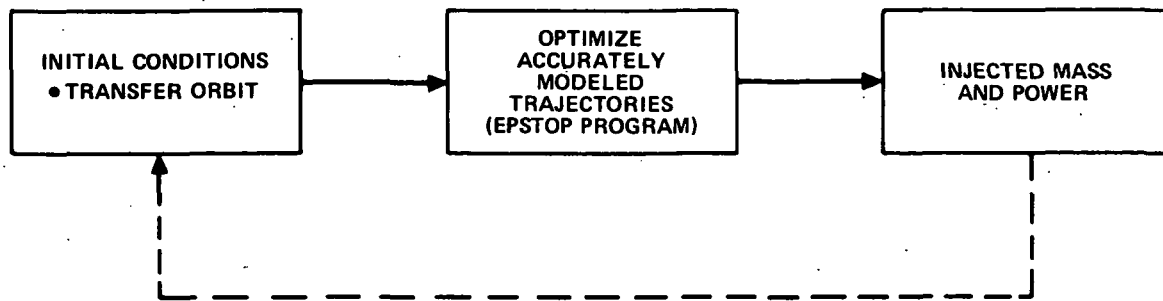 INITIAL CONDITIONS
● TRANSFER ORBIT
OPTIMIZE
ACCURATELY
MODELED
TRAJECTORIES
(EPSTOP PROGRAM)
INJECTED MASS
AND POWER